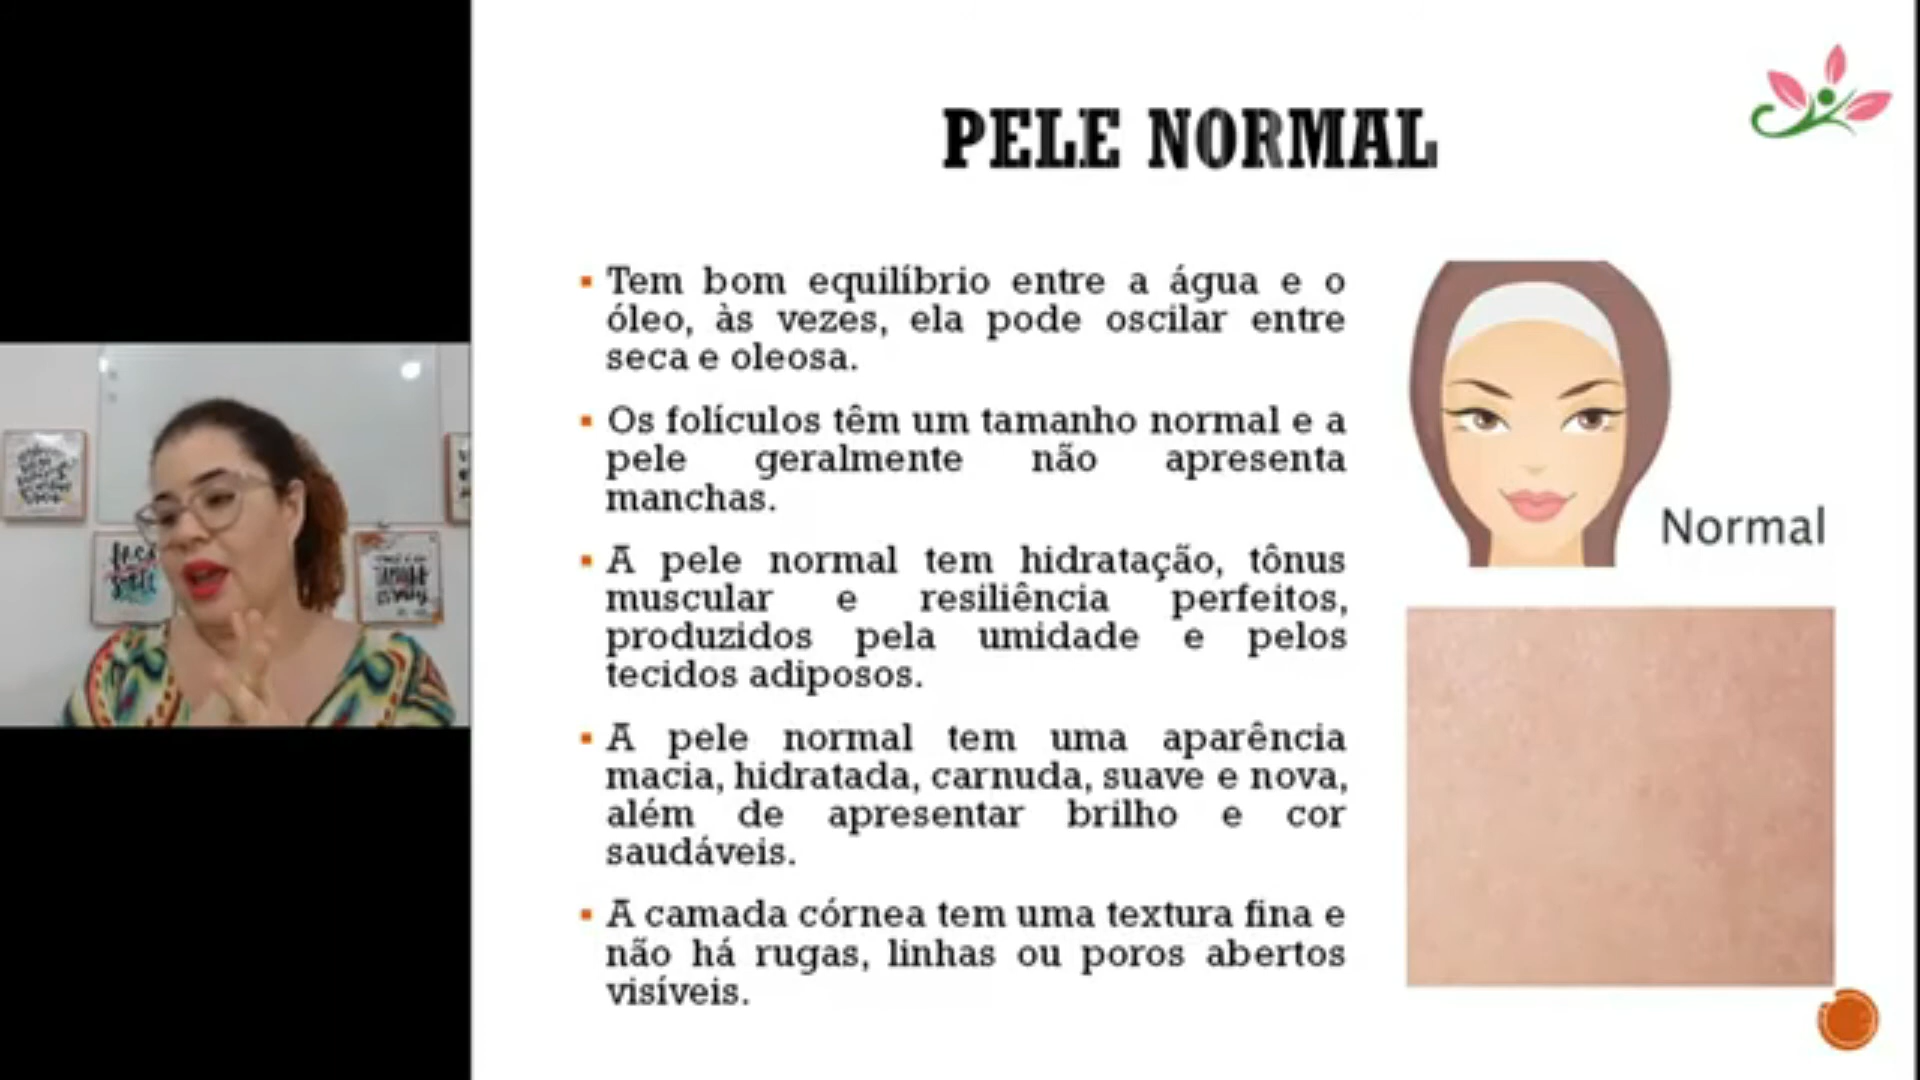 PELE NORMAL
▪ Tem bom equilíbrio entre a água e o
óleo, às vezes, ela pode oscilar entre
seca e oleosa.
▪ Os folículos têm um tamanho normal e a
pele geralmente não apresenta
manchas.
▪ A pele normal tem hidratação, tônus
muscular e resiliência perfeitos,
produzidos pela umidade e pelos
tecidos adiposos.
▪ A pele normal tem uma aparência
macia, hidratada, carnuda, suave e nova,
além de apresentar brilho e cor
saudáveis.
▪ A camada córnea tem uma textura fina e
não há rugas, linhas ou poros abertos
visíveis.
Normal